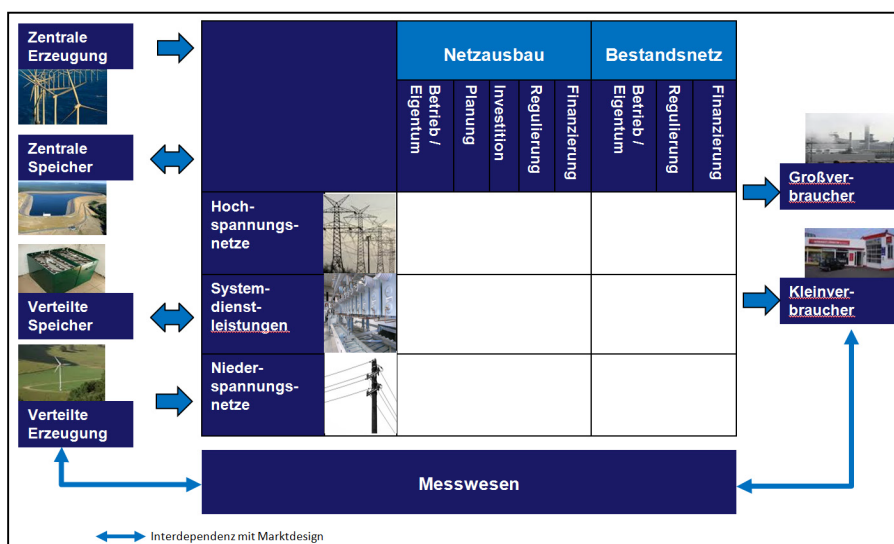 Zentrale
Erzeugung
Zentrale
Speicher
Verteilte
Speicher
Verteilte
Erzeugung
Netzausbau
Bestandsnetz
Betrieb /
Eigentum
Planung
Investition
Regulierung
Finanzierung
Betrieb /
Eigentum
Regulierung
Finanzierung
Hoch-
spannungs-
netze
System-
dienst-
leistungen
Nieder-
spannungs-
netze
Großver-
braucher
Kleinver-
braucher
Messwesen
Interdependenz mit Marktdesign